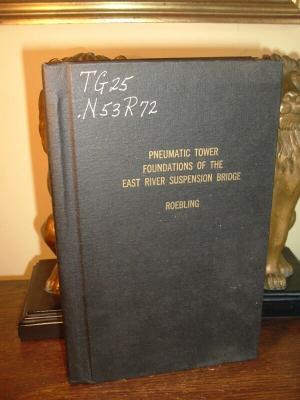 TG25
.N53R72
PNEUMATIC TOWER
FOUNDATIONS OF THE
EAST RIVER SUSPENSION BRIDGE
ROEBLING